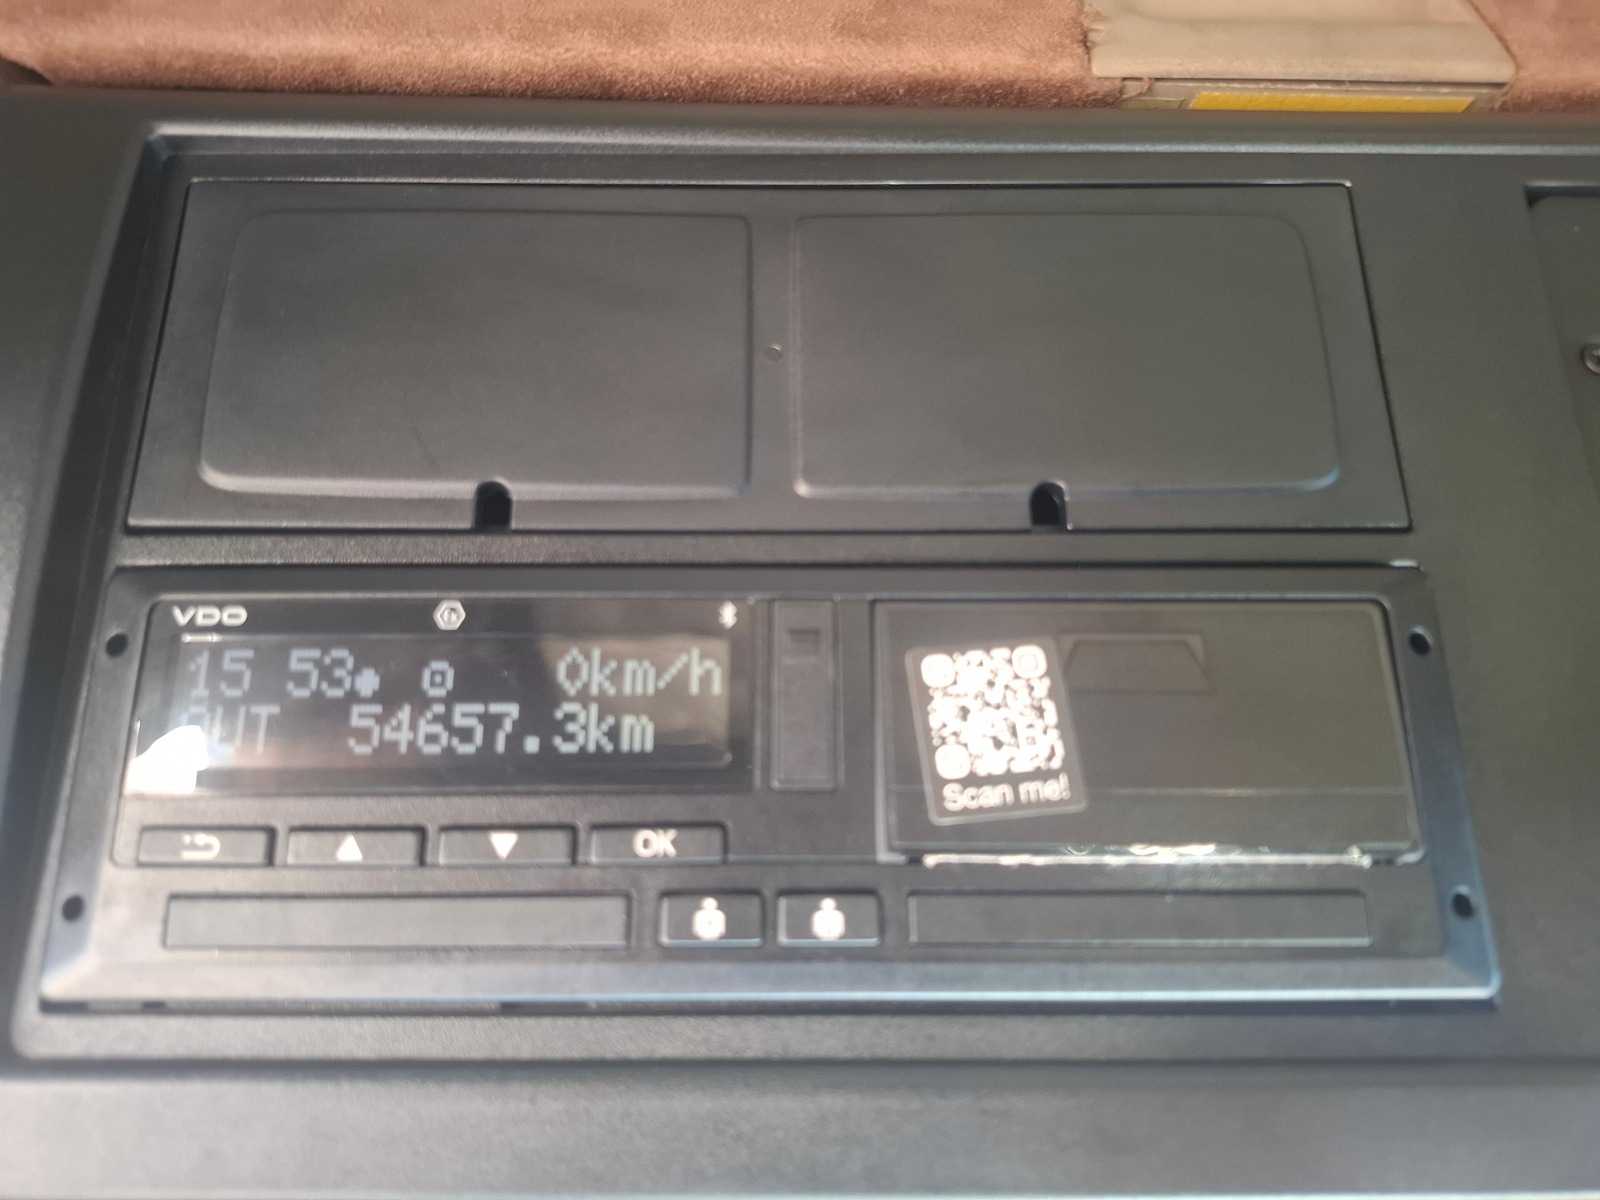 VDO
15 53 0km/h
OUT 54657.3km
Scan me!
OK